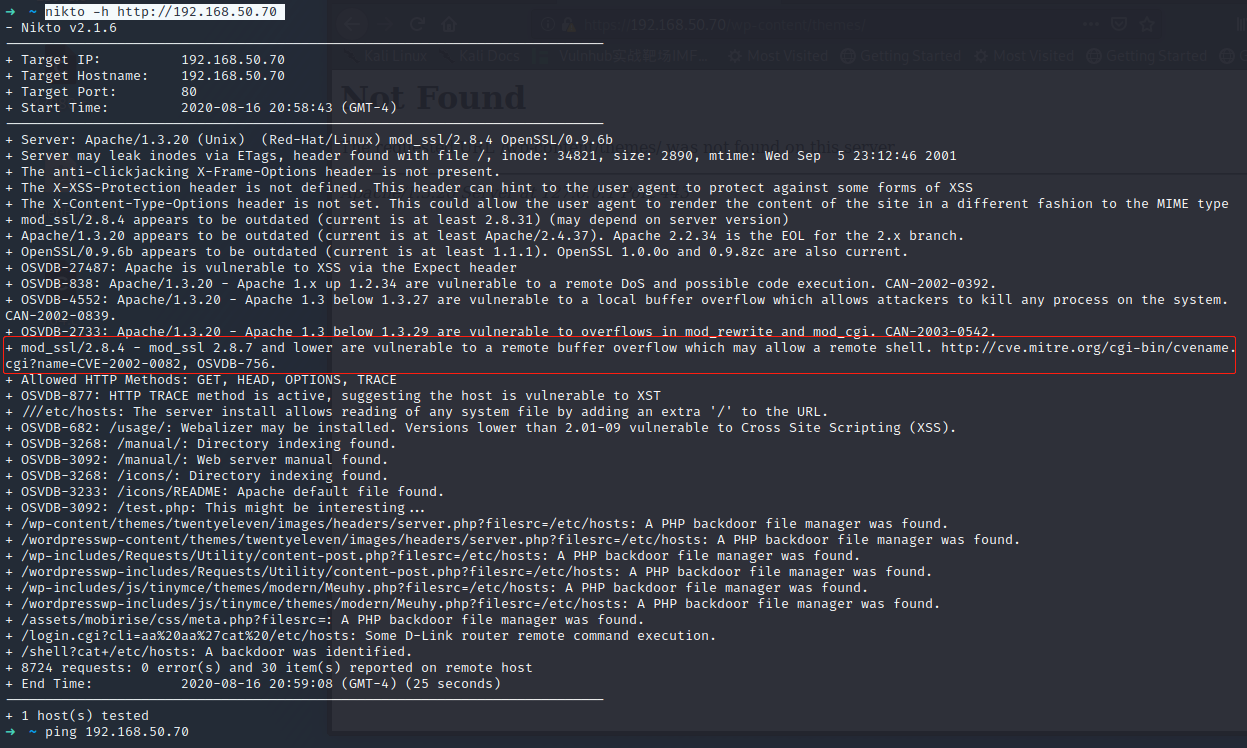 ➜ ~ nikto -h http://192.168.50.70
- Nikto v2.1.6
+ Target IP: 192.168.50.70
+ Target Hostname: 192.168.50.70
+ Target Port: 80
+ Start Time: 2020-08-16 20:58:43 (GMT-4)
+ Server: Apache/1.3.20 (Unix)  (Red-Hat/Linux) mod_ssl/2.8.4 OpenSSL/0.9.6b
+ Server may leak inodes via ETags, header found with file /, inode: 34821, size: 2890, mtime: Wed Sep  5 23:12:46 2001
+ The anti-clickjacking X-Frame-Options header is not present.
+ The X-XSS-Protection header is not defined. This header can hint to the user agent to protect against some forms of XSS
+ The X-Content-Type-Options header is not set. This could allow the user agent to render the content of the site in a different fashion to the MIME type
+ mod_ssl/2.8.4 appears to be outdated (current is at least 2.8.31) (may depend on server version)
+ Apache/1.3.20 appears to be outdated (current is at least Apache/2.4.37). Apache 2.2.34 is the EOL for the 2.x branch.
+ OpenSSL/0.9.6b appears to be outdated (current is at least 1.1.1). OpenSSL 1.0.0o and 0.9.8zc are also current.
+ OSVDB-27487: Apache is vulnerable to XSS via the Expect header
+ OSVDB-838: Apache/1.3.20 - Apache 1.x up 1.2.34 are vulnerable to a remote DoS and possible code execution. CAN-2002-0392.
+ OSVDB-4552: Apache/1.3.20 - Apache 1.3 below 1.3.27 are vulnerable to a local buffer overflow which allows attackers to kill any process on the system.
CAN-2002-0839.
+ OSVDB-2733: Apache/1.3.20 - Apache 1.3 below 1.3.29 are vulnerable to overflows in mod_rewrite and mod_cgi. CAN-2003-0542.
+ mod_ssl/2.8.4 - mod_ssl 2.8.7 and lower are vulnerable to a remote buffer overflow which may allow a remote shell. http://cve.mitre.org/cgi-bin/cvename.
cgi?name=CVE-2002-0082, OSVDB-756.
+ Allowed HTTP Methods: GET, HEAD, OPTIONS, TRACE
+ OSVDB-877: HTTP TRACE method is active, suggesting the host is vulnerable to XST
+ ///etc/hosts: The server install allows reading of any system file by adding an extra '/' to the URL.
+ OSVDB-682: /usage/: Webalizer may be installed. Versions lower than 2.01-09 vulnerable to Cross Site Scripting (XSS).
+ OSVDB-3268: /manual/: Directory indexing found.
+ OSVDB-3092: /manual/: Web server manual found.
+ OSVDB-3268: /icons/: Directory indexing found.
+ OSVDB-3233: /icons/README: Apache default file found.
+ OSVDB-3092: /test.php: This might be interesting...
+ /wp-content/themes/twentyeleven/images/headers/server.php?filesrc=/etc/hosts: A PHP backdoor file manager was found.
+ /wordpresswp-content/themes/twentyeleven/images/headers/server.php?filesrc=/etc/hosts: A PHP backdoor file manager was found.
+ /wp-includes/Requests/Utility/content-post.php?filesrc=/etc/hosts: A PHP backdoor file manager was found.
+ /wordpresswp-includes/Requests/Utility/content-post.php?filesrc=/etc/hosts: A PHP backdoor file manager was found.
+ /wp-includes/js/tinymce/themes/modern/Meuhy.php?filesrc=/etc/hosts: A PHP backdoor file manager was found.
+ /wordpresswp-includes/js/tinymce/themes/modern/Meuhy.php?filesrc=/etc/hosts: A PHP backdoor file manager was found.
+ /assets/mobirise/css/meta.php?filesrc=: A PHP backdoor file manager was found.
+ /login.cgi?cli=aa%20aa%27cat%20/etc/hosts: Some D-Link router remote command execution.
+ /shell?cat+/etc/hosts: A backdoor was identified.
+ 8724 requests: 0 error(s) and 30 item(s) reported on remote host
+ End Time: 2020-08-16 20:59:08 (GMT-4) (25 seconds)
+ 1 host(s) tested
➜ ~ ping 192.168.50.70
Kali Linux Kali Docs Most Visited Getting Started Most Visited Getting Started
Not Found